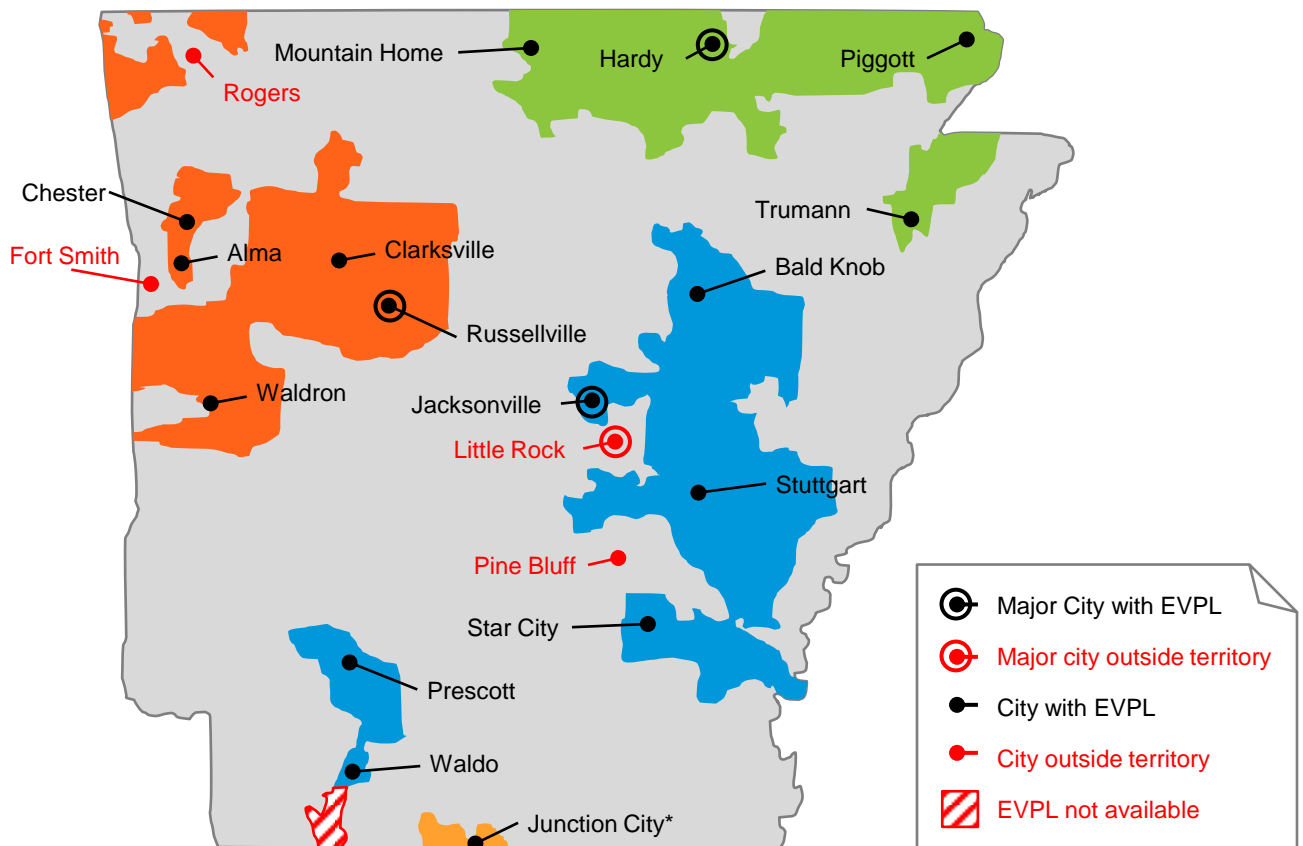 Mountain Home
Hardy
Piggott
Rogers
Chester
Trumann
Fort Smith
Alma
Clarksville
Bald Knob
Russellville
Waldron
Jacksonville
Little Rock
Stuttgart
Pine Bluff
Star City
Prescott
Waldo
Junction City*
Major City with EVPL
Major city outside territory
City with EVPL
City outside territory
EVPL not available